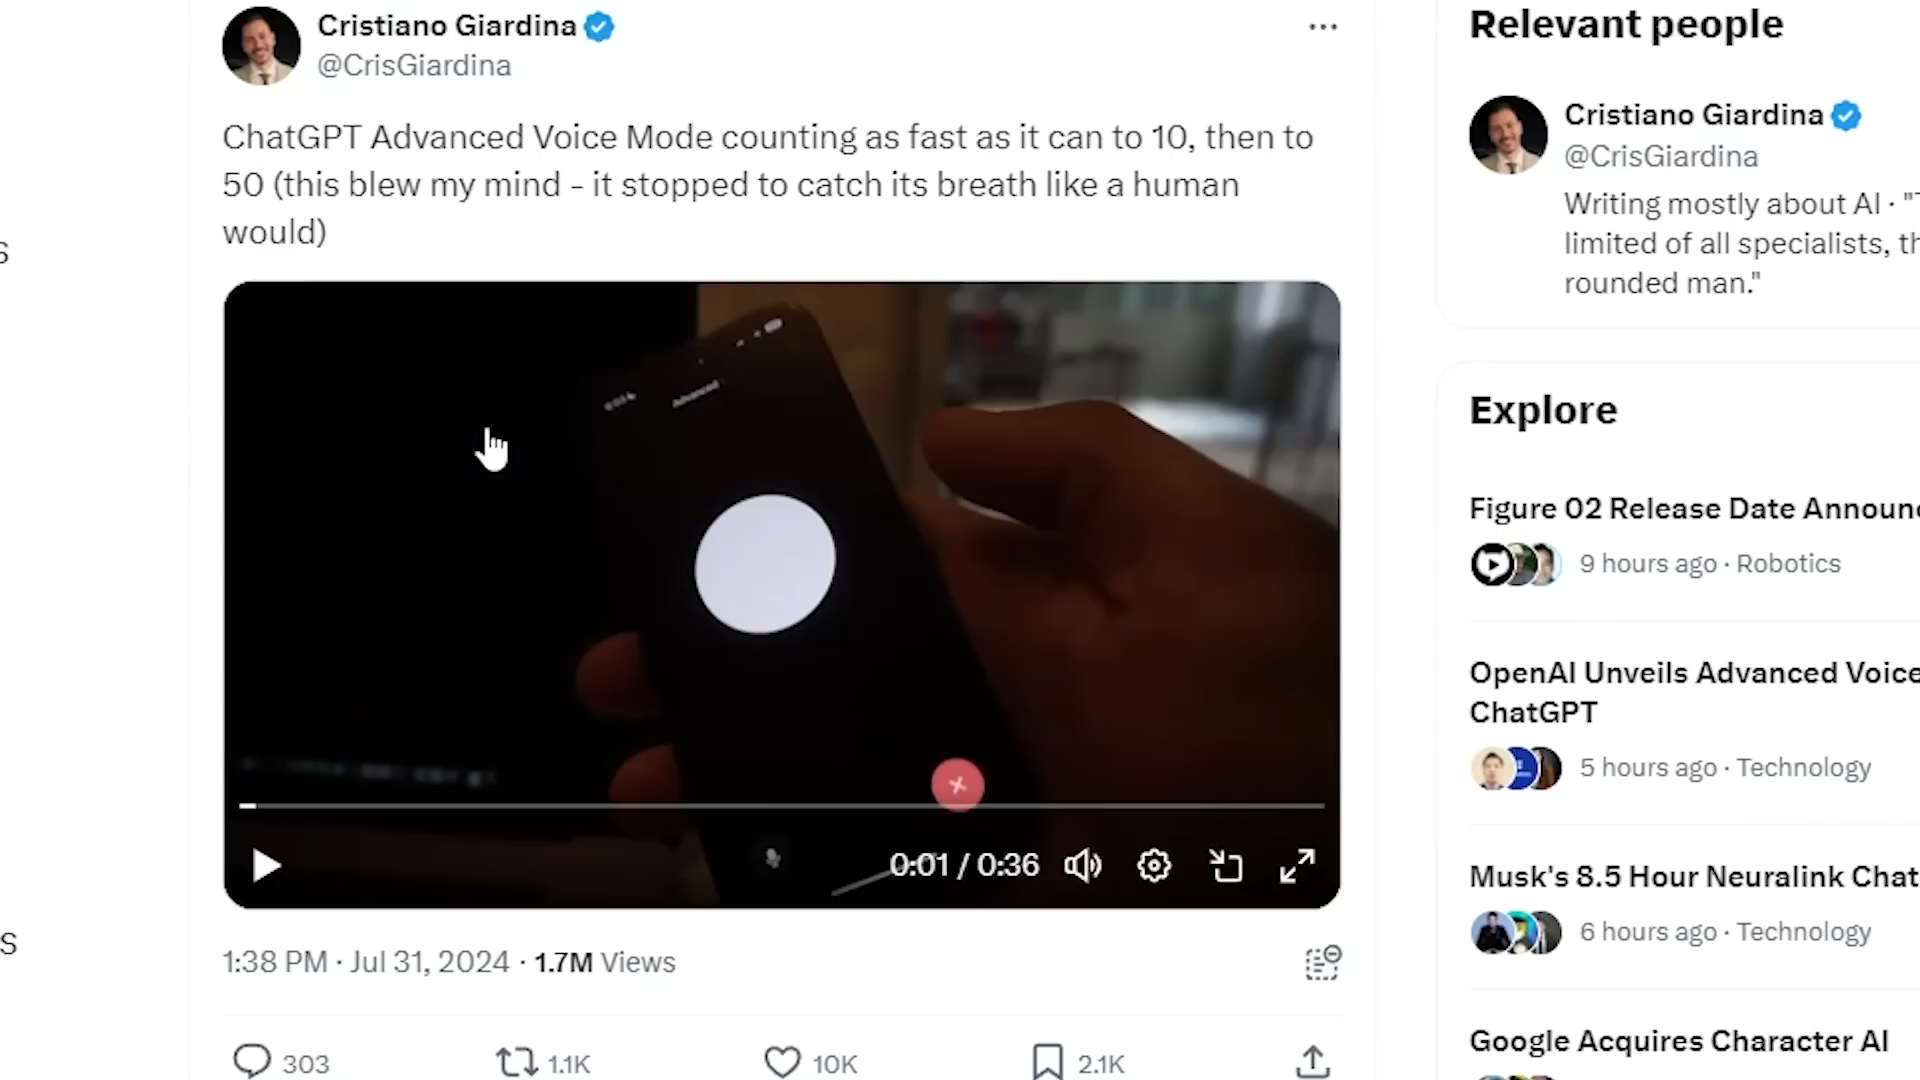 Cristiano Giardina
@CrisGiardina
ChatGPT Advanced Voice Mode counting as fast as it can to 10, then to
50 (this blew my mind - it stopped to catch its breath like a human
would)
Advanced
0:01 / 0:36
1:38 PM · Jul 31, 2024 · 1.7M Views
303
1.1K
10K
2.1K
Relevant people
Cristiano Giardina
@CrisGiardina
Writing mostly about AI · "
limited of all specialists, th
rounded man."
Explore
Figure 02 Release Date Announ
9 hours ago · Robotics
OpenAI Unveils Advanced Voice
ChatGPT
5 hours ago · Technology
Musk's 8.5 Hour Neuralink Chat
6 hours ago · Technology
Google Acquires Character AI